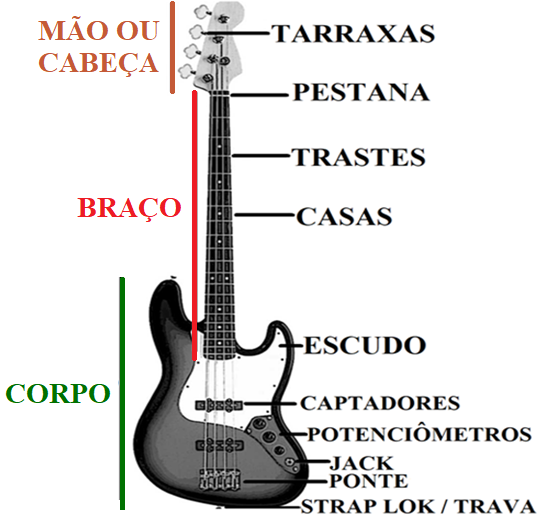 MÃO OU
CABEÇA
TARRAXAS
PESTANA
TRASTES
BRAÇO
CASAS
ESCUDO
CORPO
CAPTADORES
POTENCIÔMETROS
JACK
PONTE
STRAP LOK / TRAVA